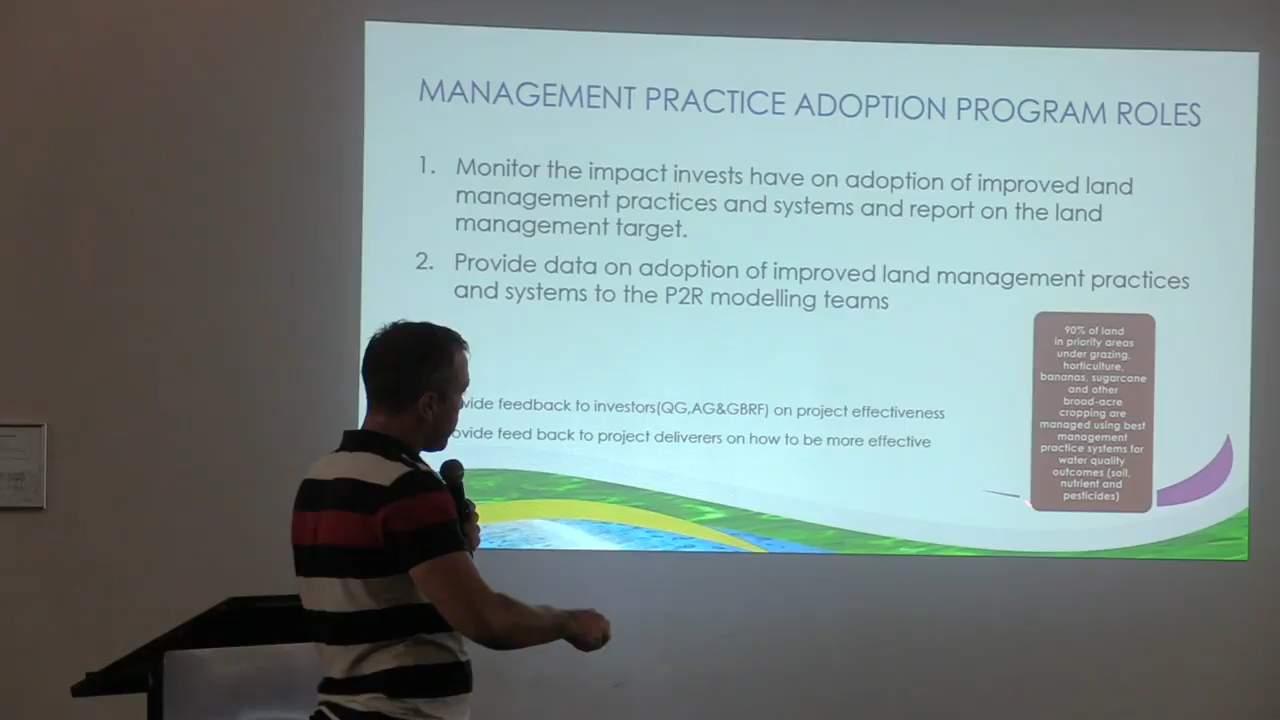 MANAGEMENT PRACTICE ADOPTION PROGRAM ROLES
1. Monitor the impact invests have on adoption of improved land
management practices and systems and report on the land
management target.
2. Provide data on adoption of improved land management practices
and systems to the P2R modelling teams
feedback to investors(QG,AG&GBRF) on project effectiveness
feed back to project deliverers on how to be more effective
90% of land
in priority areas
under grazing,
horticulture,
bananas, sugarcane
and other
broad-acre
cropping are
managed using best
management
practice systems for
water quality
outcomes (soil,
nutrient and
pesticides)